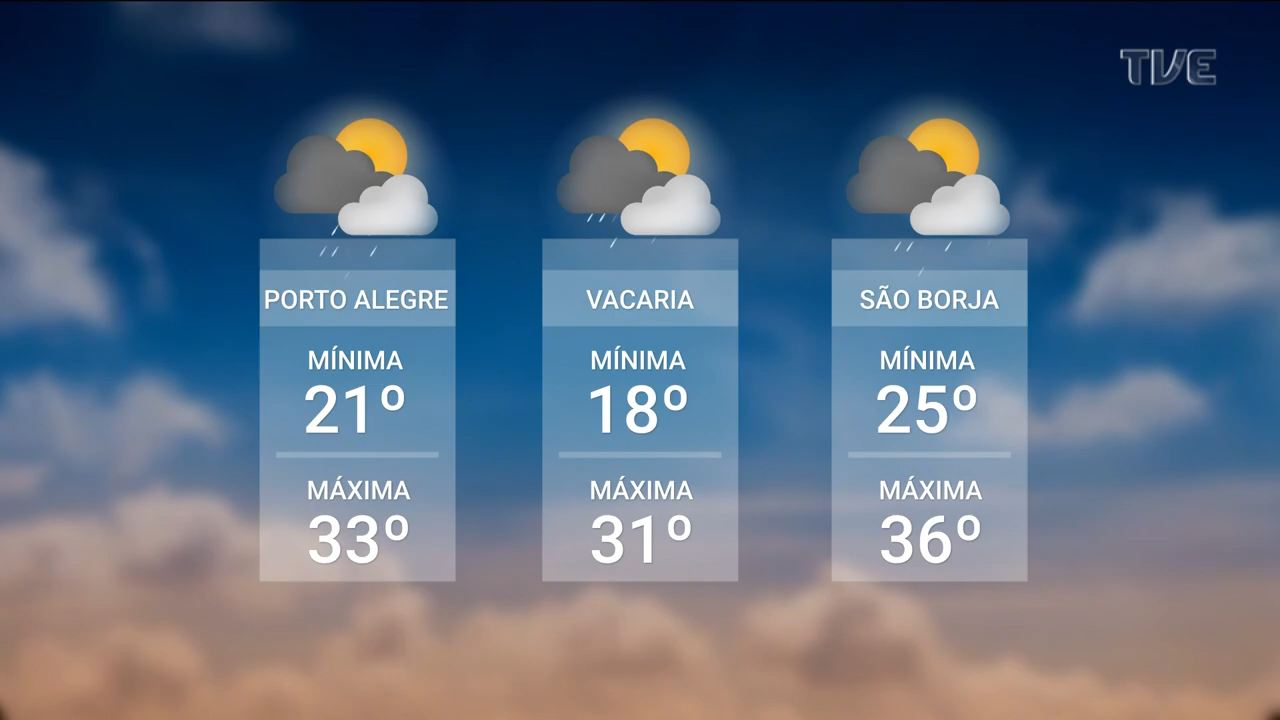 TVE
PORTO ALEGRE
MÍNIMA
21º
MÁXIMA
33º
VACARIA
MÍNIMA
18º
MÁXIMA
31º
SÃO BORJA
MÍNIMA
25º
MÁXIMA
36º